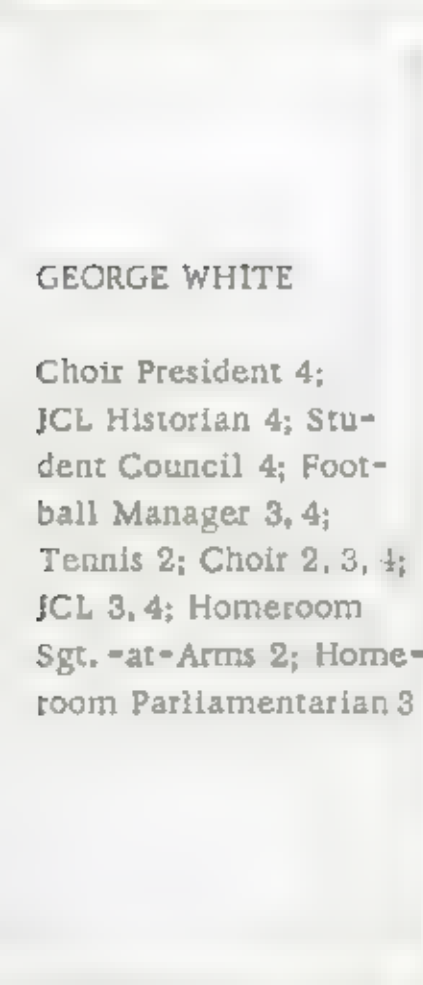 GEORGE WHITE
Choir President 4;
JCL Historian 4; Stu-
dent Council 4; Foot-
ball Manager 3, 4;
Tennis 2; Choir 2, 3, 4;
JCL 3, 4; Homeroom
Sgt. -at-Arms 2; Home-
room Parliamentarian 3